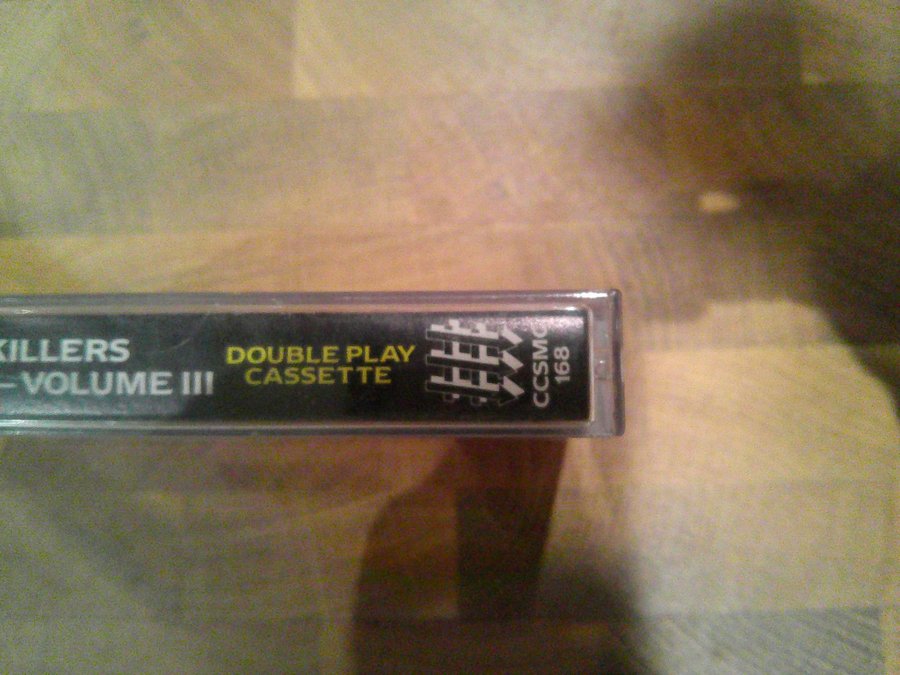 KILLERS
—VOLUME III
DOUBLE PLAY
CASSETTE
CCSMC
168